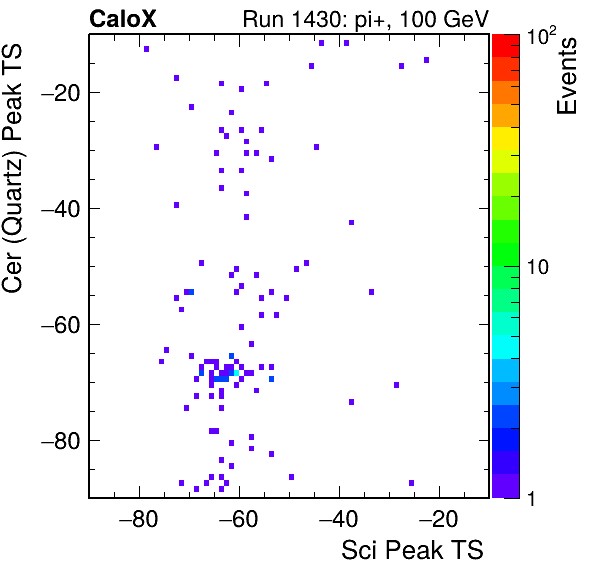 CaloX Run 1430: pi+, 100 GeV
Cer (Quartz) Peak TS
−20
−40
−60
−80
−80 −60 −40 −20
Sci Peak TS
10²
10
1
Events